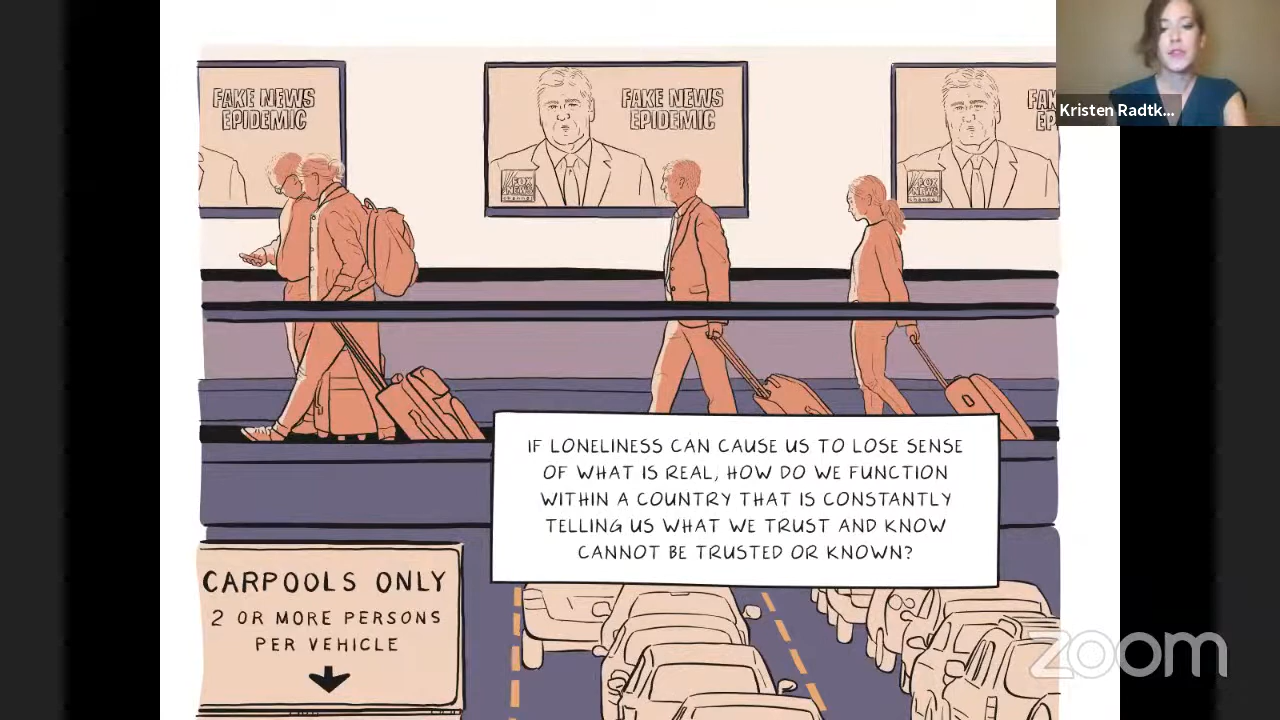 FAKE NEWS
EPIDEMIC
FAKE NEWS
EPIDEMIC
FOX
NEWS
channel
FOX
NEWS
channel
Kristen Radtk...
IF LONELINESS CAN CAUSE US TO LOSE SENSE
OF WHAT IS REAL, HOW DO WE FUNCTION
WITHIN A COUNTRY THAT IS CONSTANTLY
TELLING US WHAT WE TRUST AND KNOW
CANNOT BE TRUSTED OR KNOWN?
CARPOOLS ONLY
2 OR MORE PERSONS
PER VEHICLE
zoom